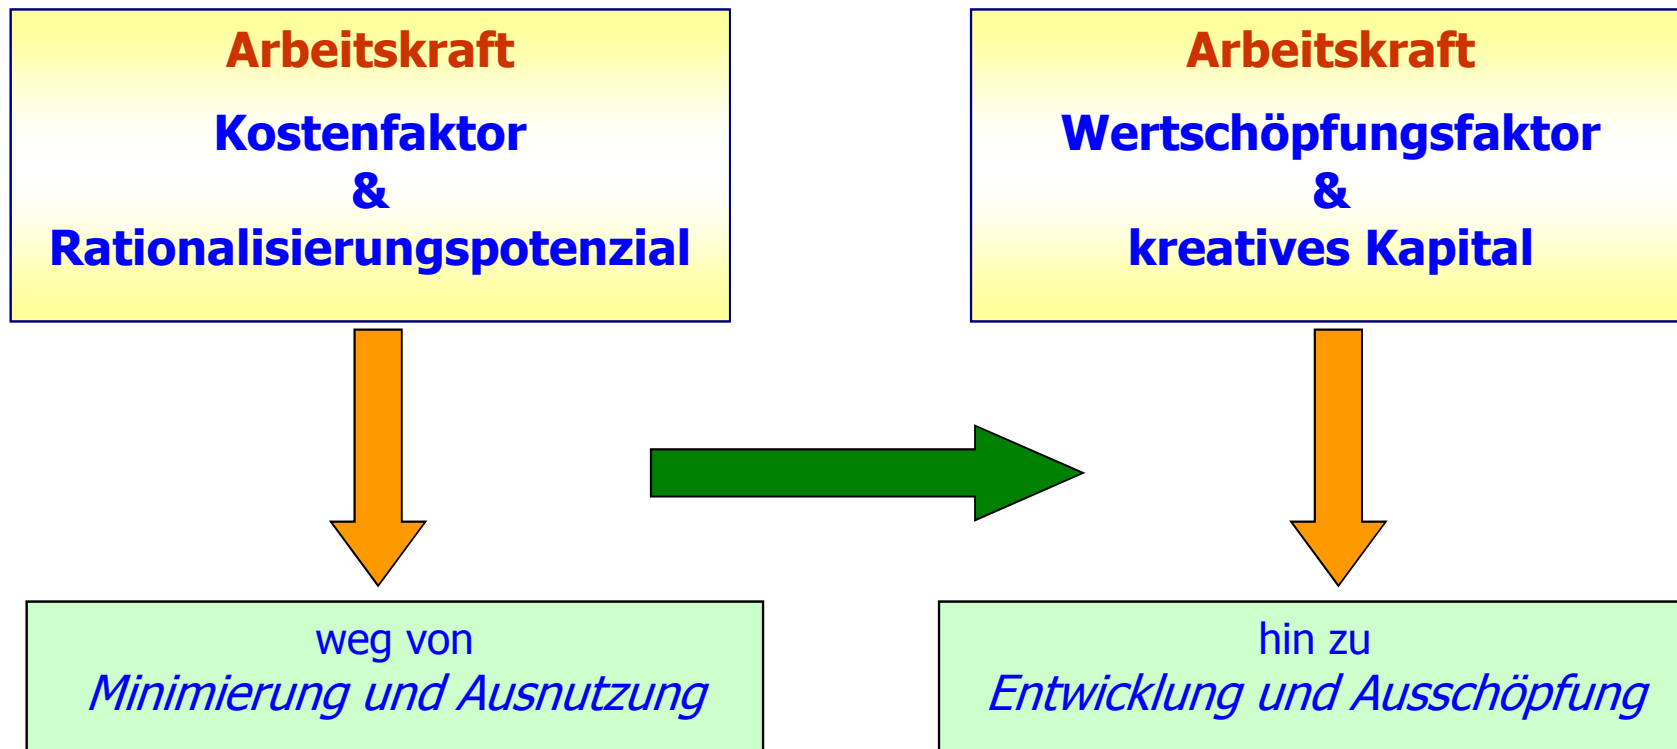 Arbeitskraft
Kostenfaktor
&
Rationalisierungspotenzial
Arbeitskraft
Wertschöpfungsfaktor
&
kreatives Kapital
weg von
Minimierung und Ausnutzung
hin zu
Entwicklung und Ausschöpfung